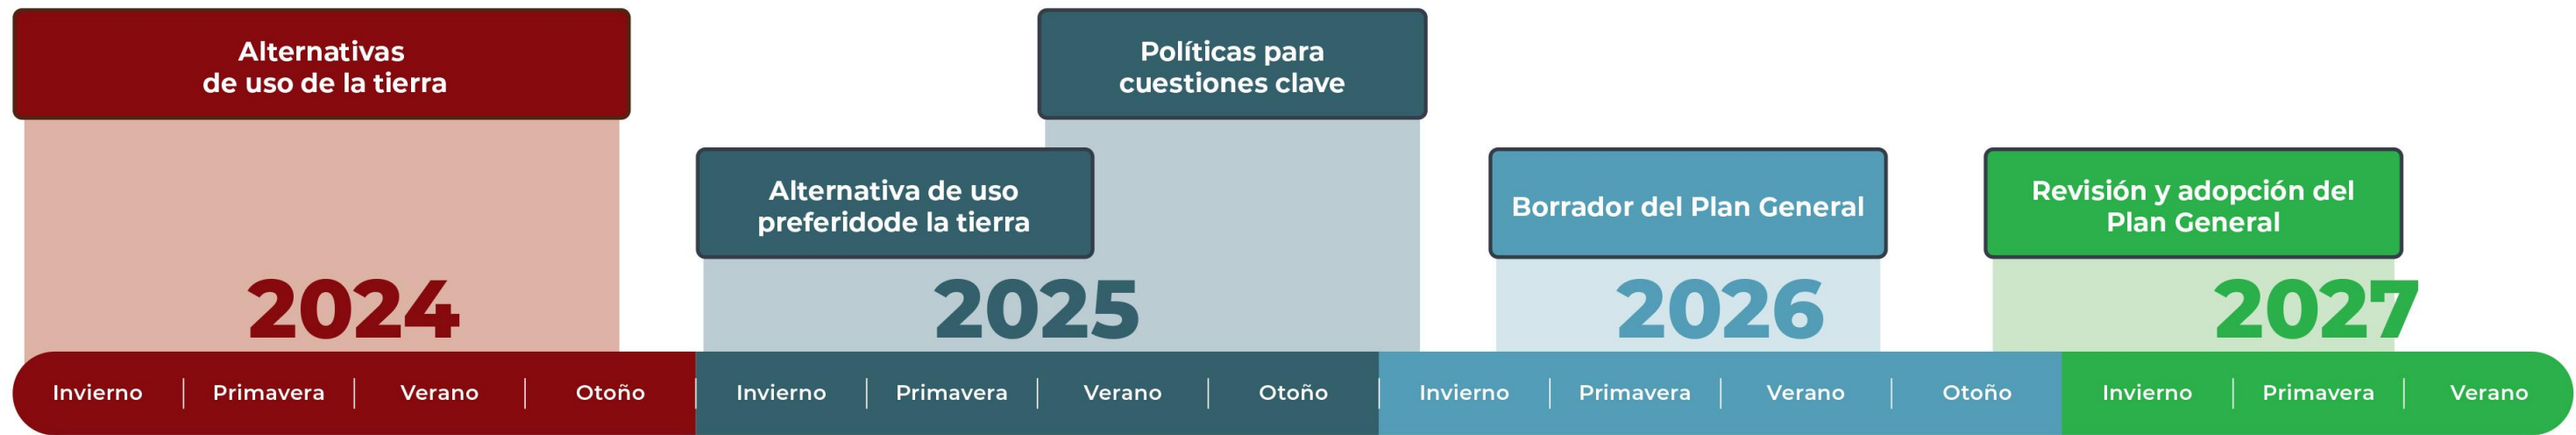 Alternativas
de uso de la tierra
Políticas para
cuestiones clave
Alternativa de uso
preferidode la tierra
Borrador del Plan General
Revisión y adopción del
Plan General
2024
2025
2026
2027
Invierno Primavera Verano Otoño Invierno Primavera Verano Otoño Invierno Primavera Verano Otoño Invierno Primavera Verano